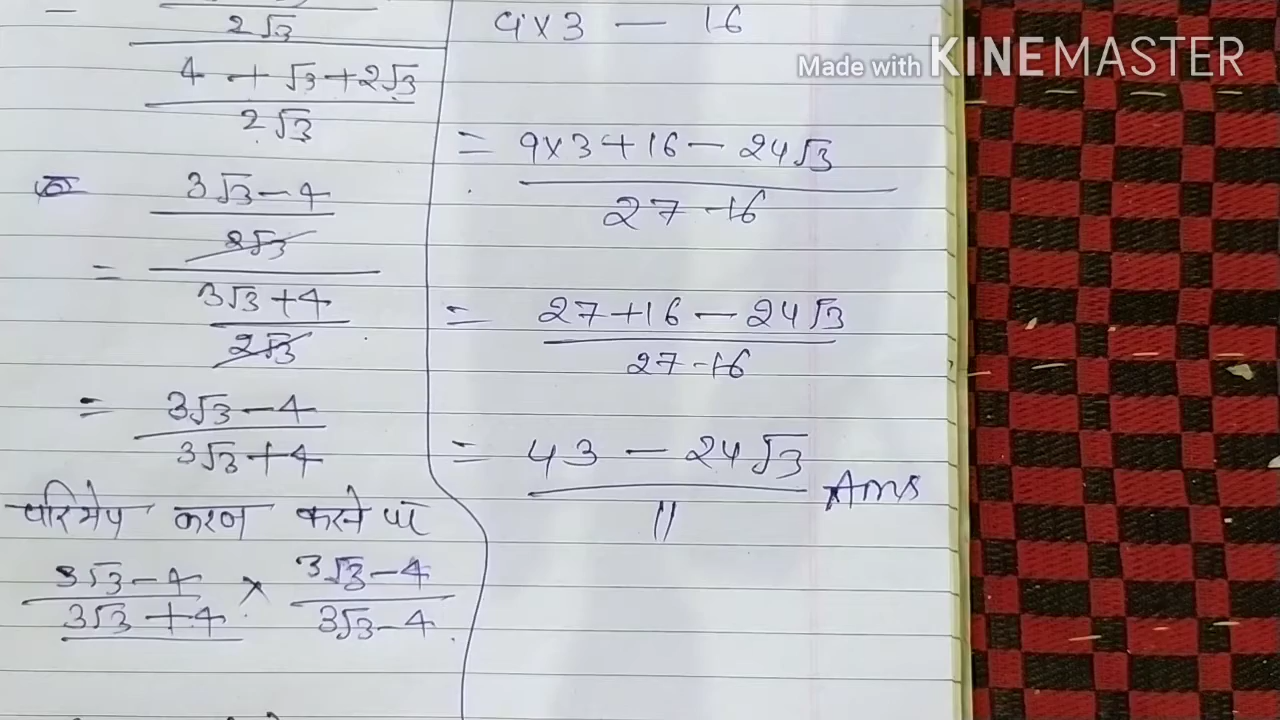 2√3
4 + √3 + 2√3
2√3
3√3 - 4
2√3
=
3√3 + 4
2√3
= 3√3 - 4
3√3 + 4
परिमेय करण करने पर
3√3 - 4 × 3√3 - 4
3√3 + 4 3√3 - 4
9×3 - 16
= 9×3 + 16 - 24√3
27 - 16
= 27 + 16 - 24√3
27 - 16
= 43 - 24√3 Ans
11
Made with KINEMASTER